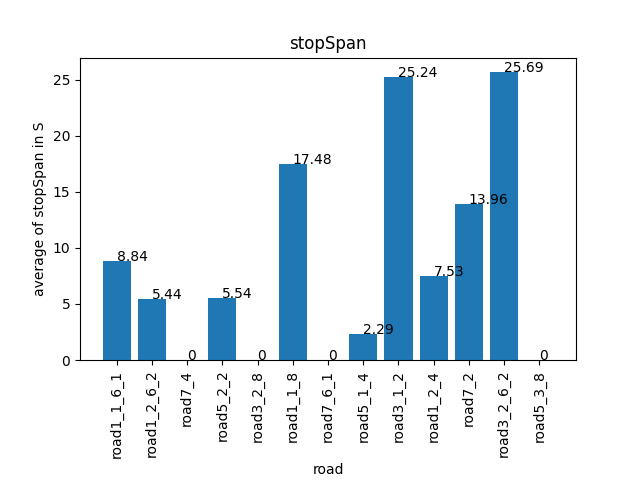 stopSpan
average of stopSpan in S
25
20
15
10
5
0
8.84
5.44
0
5.54
0
17.48
0
2.29
25.24
7.53
13.96
25.69
0
road1_1_6_1
road1_2_6_2
road7_4
road5_2_2
road3_2_8
road1_1_8
road7_6_1
road5_1_4
road3_1_2
road1_2_4
road7_2
road3_2_6_2
road5_3_8
road